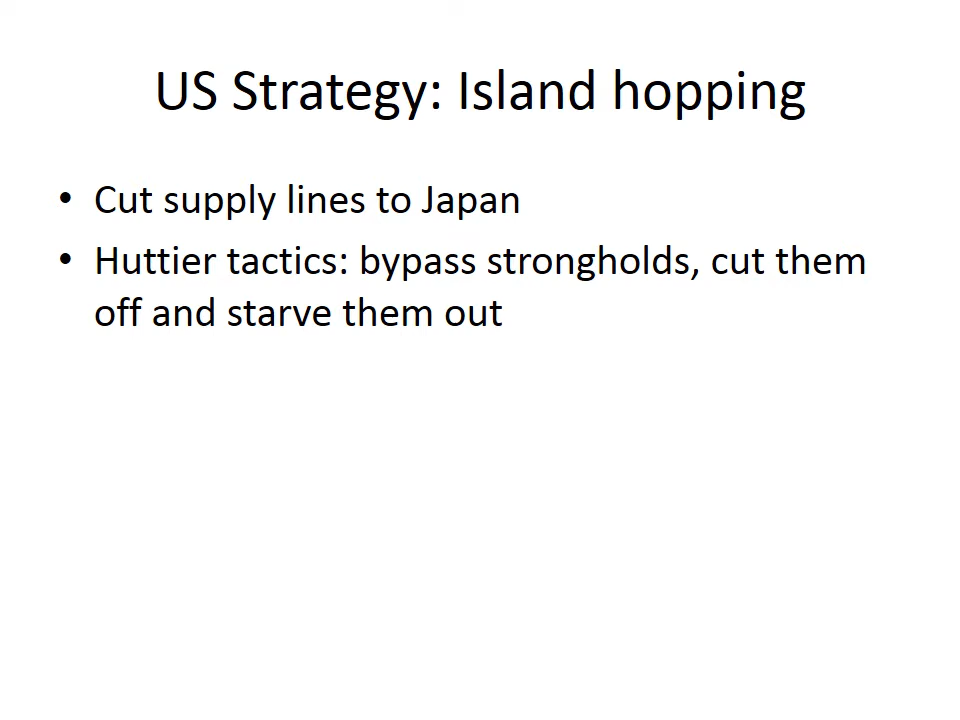 US Strategy: Island hopping
• Cut supply lines to Japan
• Huttier tactics: bypass strongholds, cut them
off and starve them out